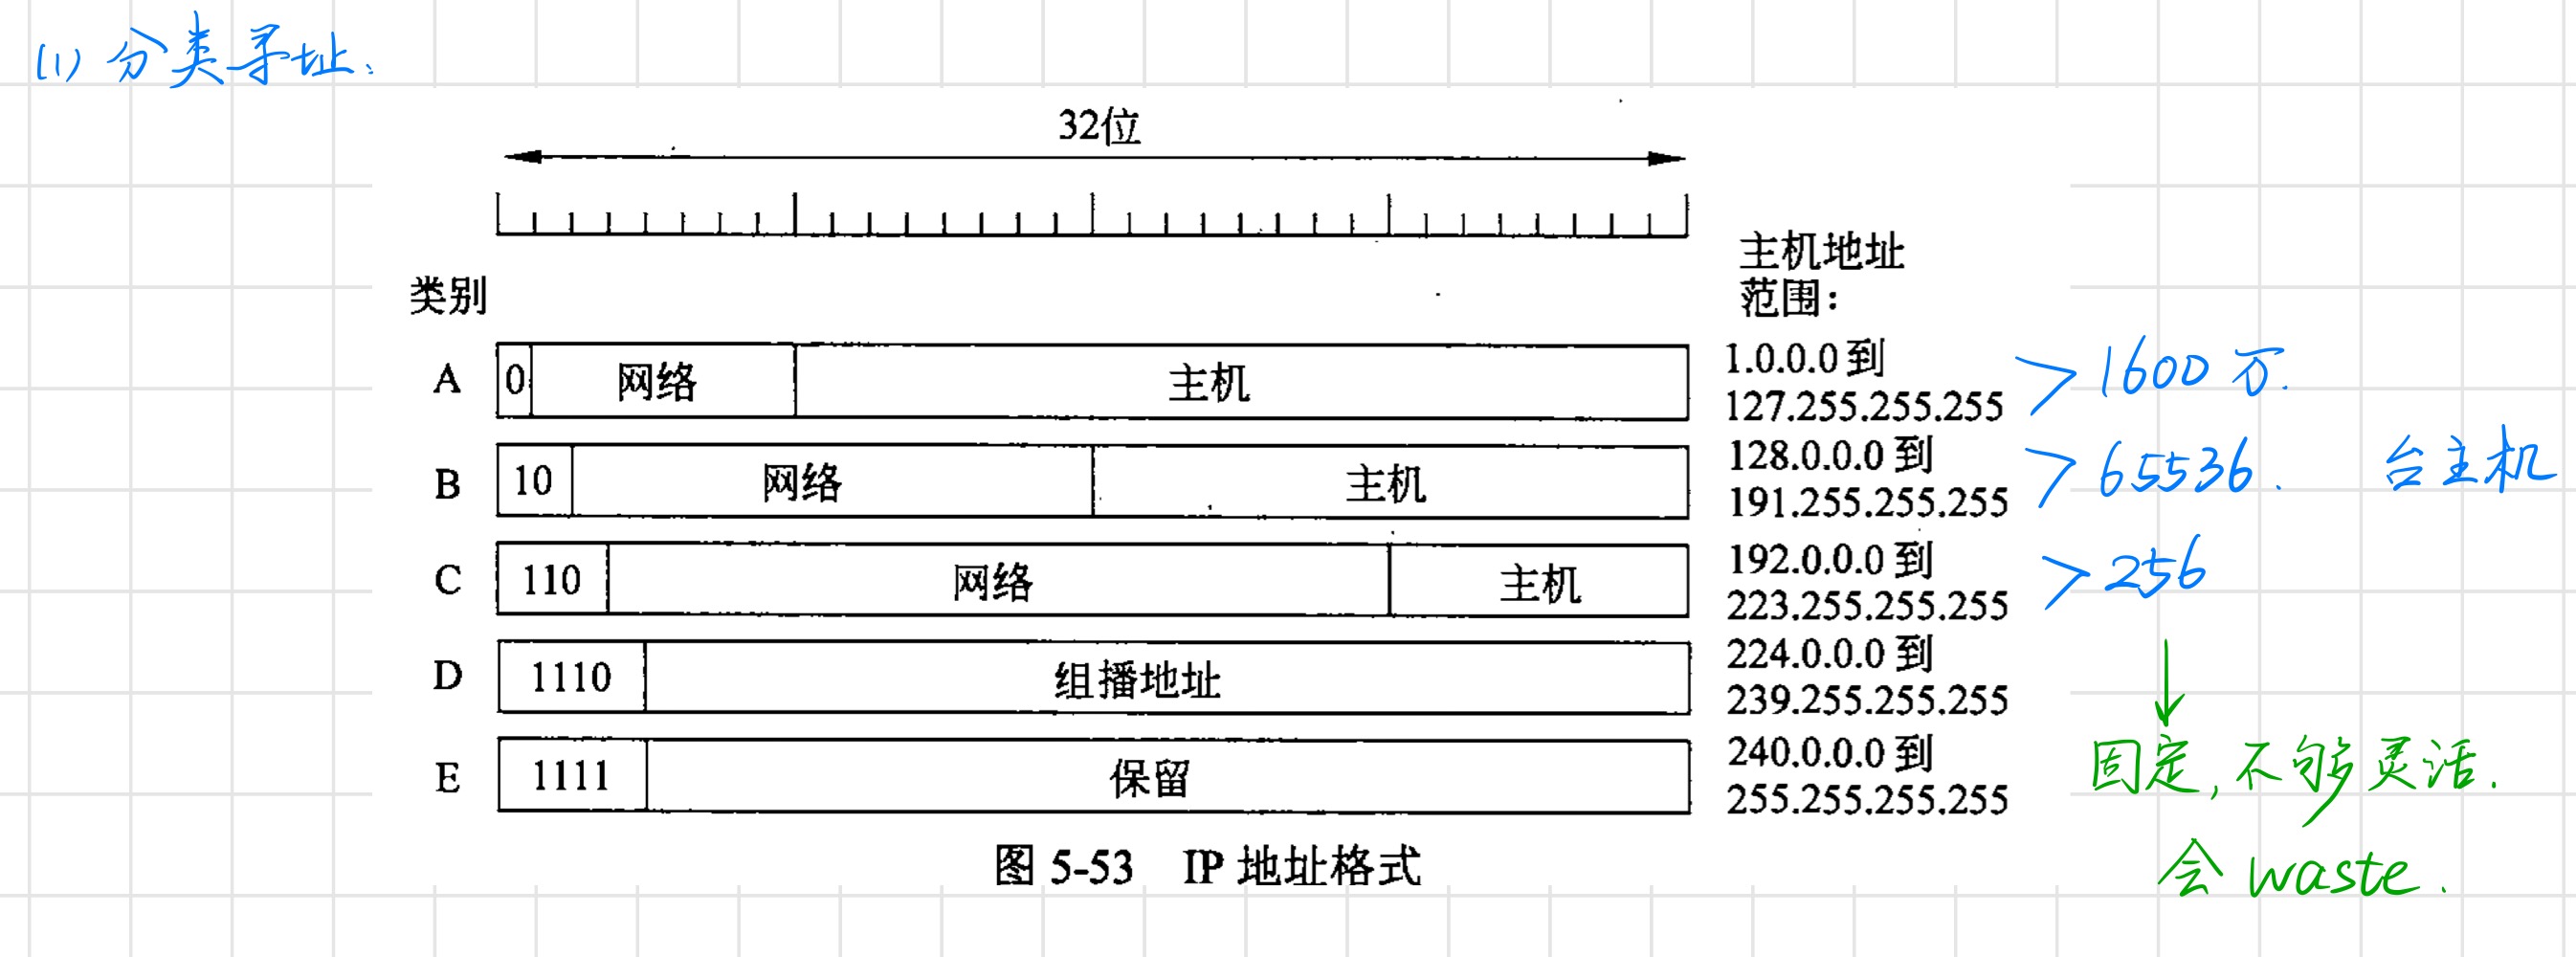 (1) 分类寻址、
32位
类别
主机地址
范围：
A 0 网络 主机 1.0.0.0 到
127.255.255.255 > 1600 万.
B 10 网络 主机 128.0.0.0 到
191.255.255.255 > 65536. 台主机
C 110 网络 主机 192.0.0.0 到
223.255.255.255 > 256
D 1110 组播地址 224.0.0.0 到
239.255.255.255
E 1111 保留 240.0.0.0 到
255.255.255.255
固定, 不够灵活.
会 waste.
图 5-53 IP 地址格式